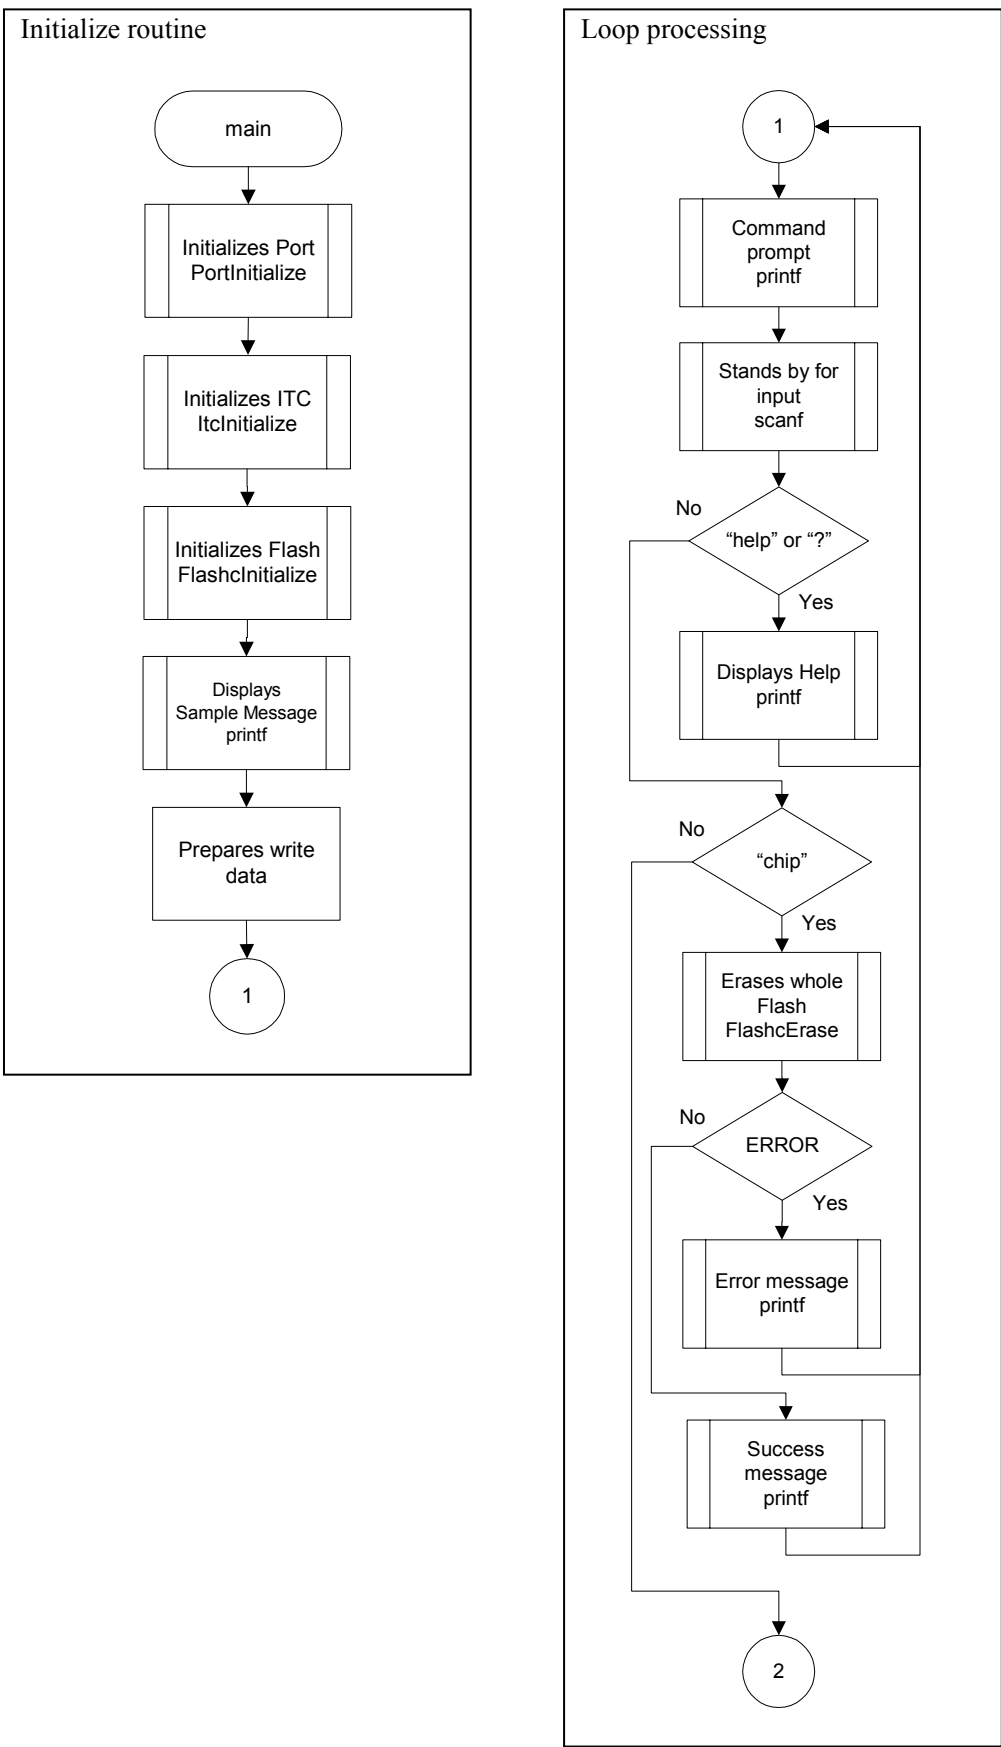 Initialize routine
main
Initializes Port
PortInitialize
Initializes ITC
ItcInitialize
Initializes Flash
FlashcInitialize
Displays
Sample Message
printf
Prepares write
data
1
Loop processing
1
Command
prompt
printf
Stands by for
input
scanf
No
“help” or “?”
Yes
Displays Help
printf
No
“chip”
Yes
Erases whole
Flash
FlashcErase
No
ERROR
Yes
Error message
printf
Success
message
printf
2